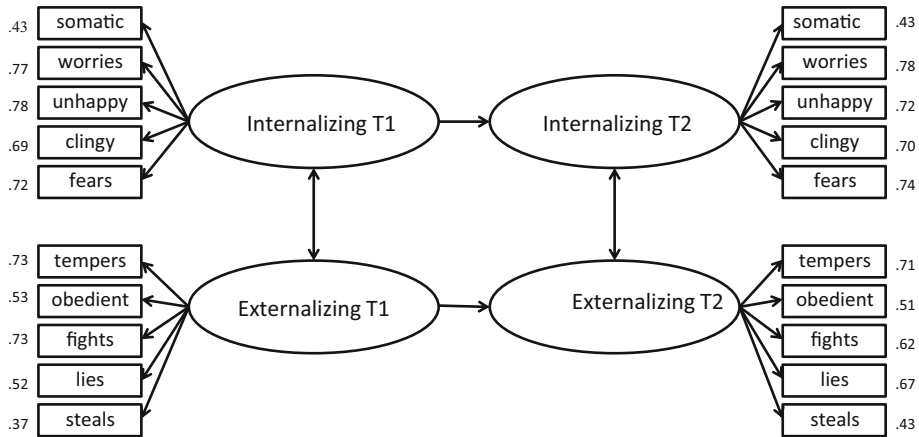 .43 somatic
.77 worries
.78 unhappy
.69 clingy
.72 fears
Internalizing T1
Internalizing T2
somatic .43
worries .78
unhappy .72
clingy .70
fears .74
.73 tempers
.53 obedient
.73 fights
.52 lies
.37 steals
Externalizing T1
Externalizing T2
tempers .71
obedient .51
fights .62
lies .67
steals .43